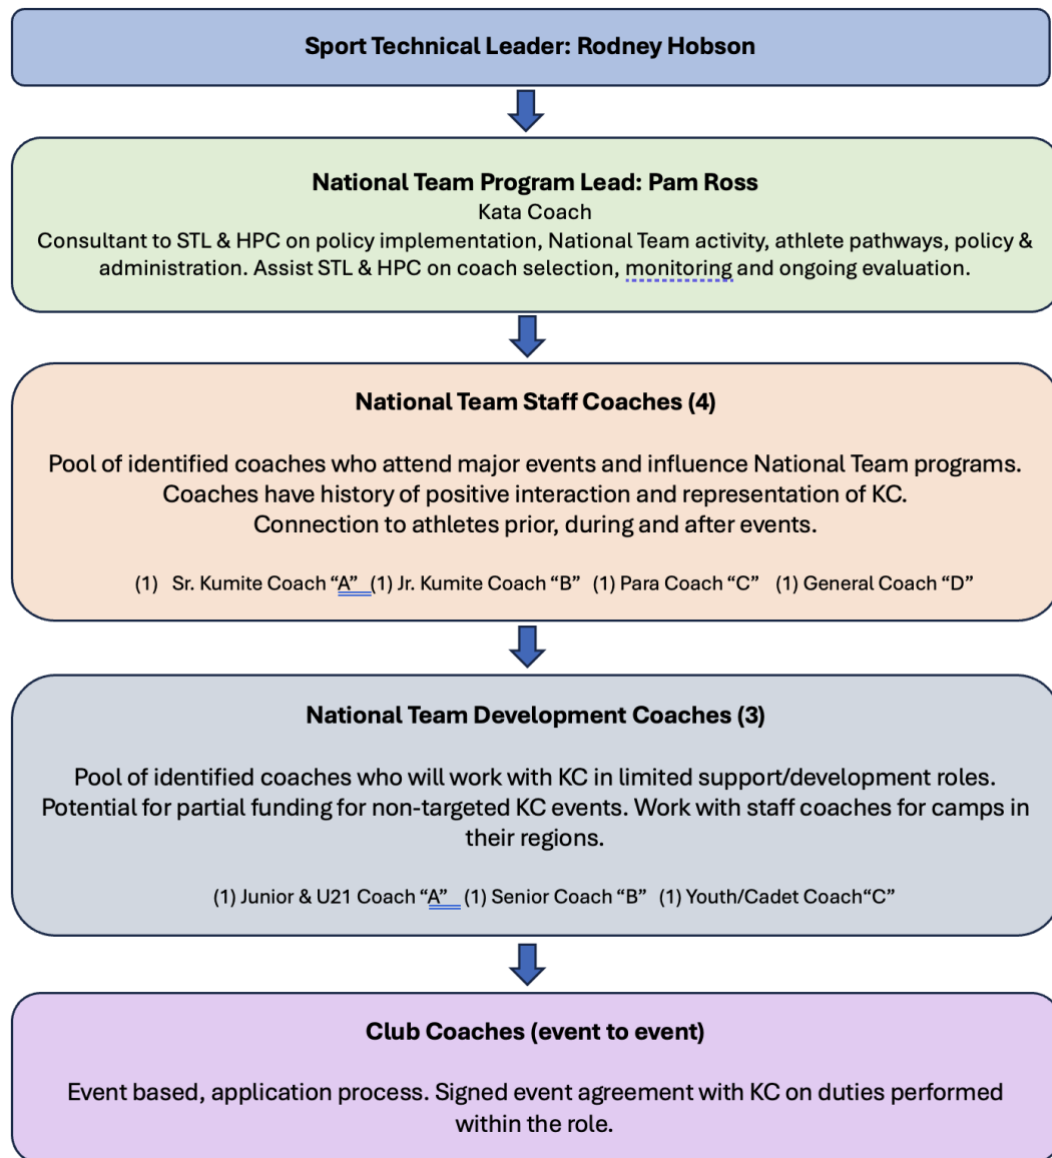 Sport Technical Leader: Rodney Hobson
National Team Program Lead: Pam Ross
Kata Coach
Consultant to STL & HPC on policy implementation, National Team activity, athlete pathways, policy &
administration. Assist STL & HPC on coach selection, monitoring and ongoing evaluation.
National Team Staff Coaches (4)
Pool of identified coaches who attend major events and influence National Team programs.
Coaches have history of positive interaction and representation of KC.
Connection to athletes prior, during and after events.
(1) Sr. Kumite Coach “A” (1) Jr. Kumite Coach “B” (1) Para Coach “C” (1) General Coach “D”
National Team Development Coaches (3)
Pool of identified coaches who will work with KC in limited support/development roles.
Potential for partial funding for non-targeted KC events. Work with staff coaches for camps in
their regions.
(1) Junior & U21 Coach “A” (1) Senior Coach “B” (1) Youth/Cadet Coach“C”
Club Coaches (event to event)
Event based, application process. Signed event agreement with KC on duties performed
within the role.